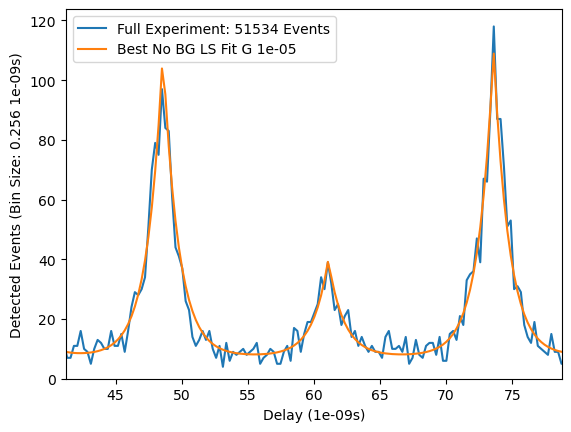 Full Experiment: 51534 Events
Best No BG LS Fit G 1e-05
Detected Events (Bin Size: 0.256 1e-09s)
120
100
80
60
40
20
0
45 50 55 60 65 70 75
Delay (1e-09s)